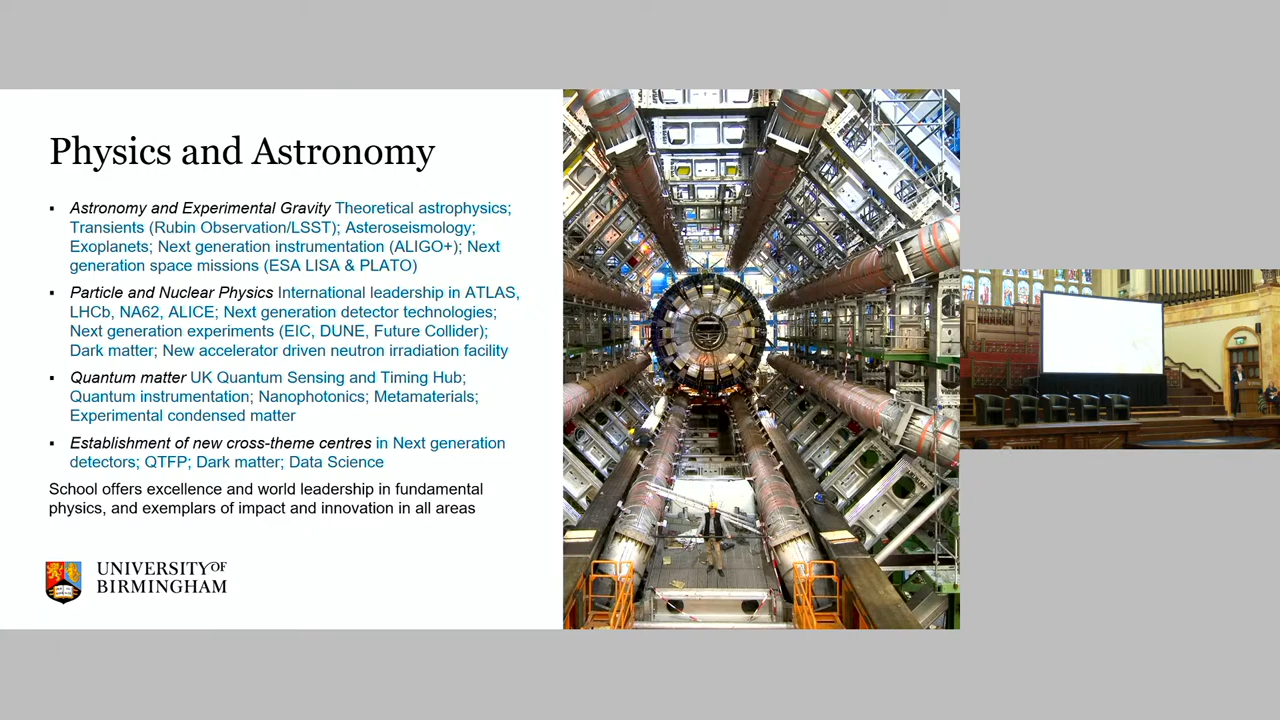 Physics and Astronomy
▪ Astronomy and Experimental Gravity Theoretical astrophysics;
Transients (Rubin Observation/LSST); Asteroseismology;
Exoplanets; Next generation instrumentation (ALIGO+); Next
generation space missions (ESA LISA & PLATO)
▪ Particle and Nuclear Physics International leadership in ATLAS,
LHCb, NA62, ALICE; Next generation detector technologies;
Next generation experiments (EIC, DUNE, Future Collider);
Dark matter; New accelerator driven neutron irradiation facility
▪ Quantum matter UK Quantum Sensing and Timing Hub;
Quantum instrumentation; Nanophotonics; Metamaterials;
Experimental condensed matter
▪ Establishment of new cross-theme centres in Next generation
detectors; QTFP; Dark matter; Data Science
School offers excellence and world leadership in fundamental
physics, and exemplars of impact and innovation in all areas
UNIVERSITY OF
BIRMINGHAM